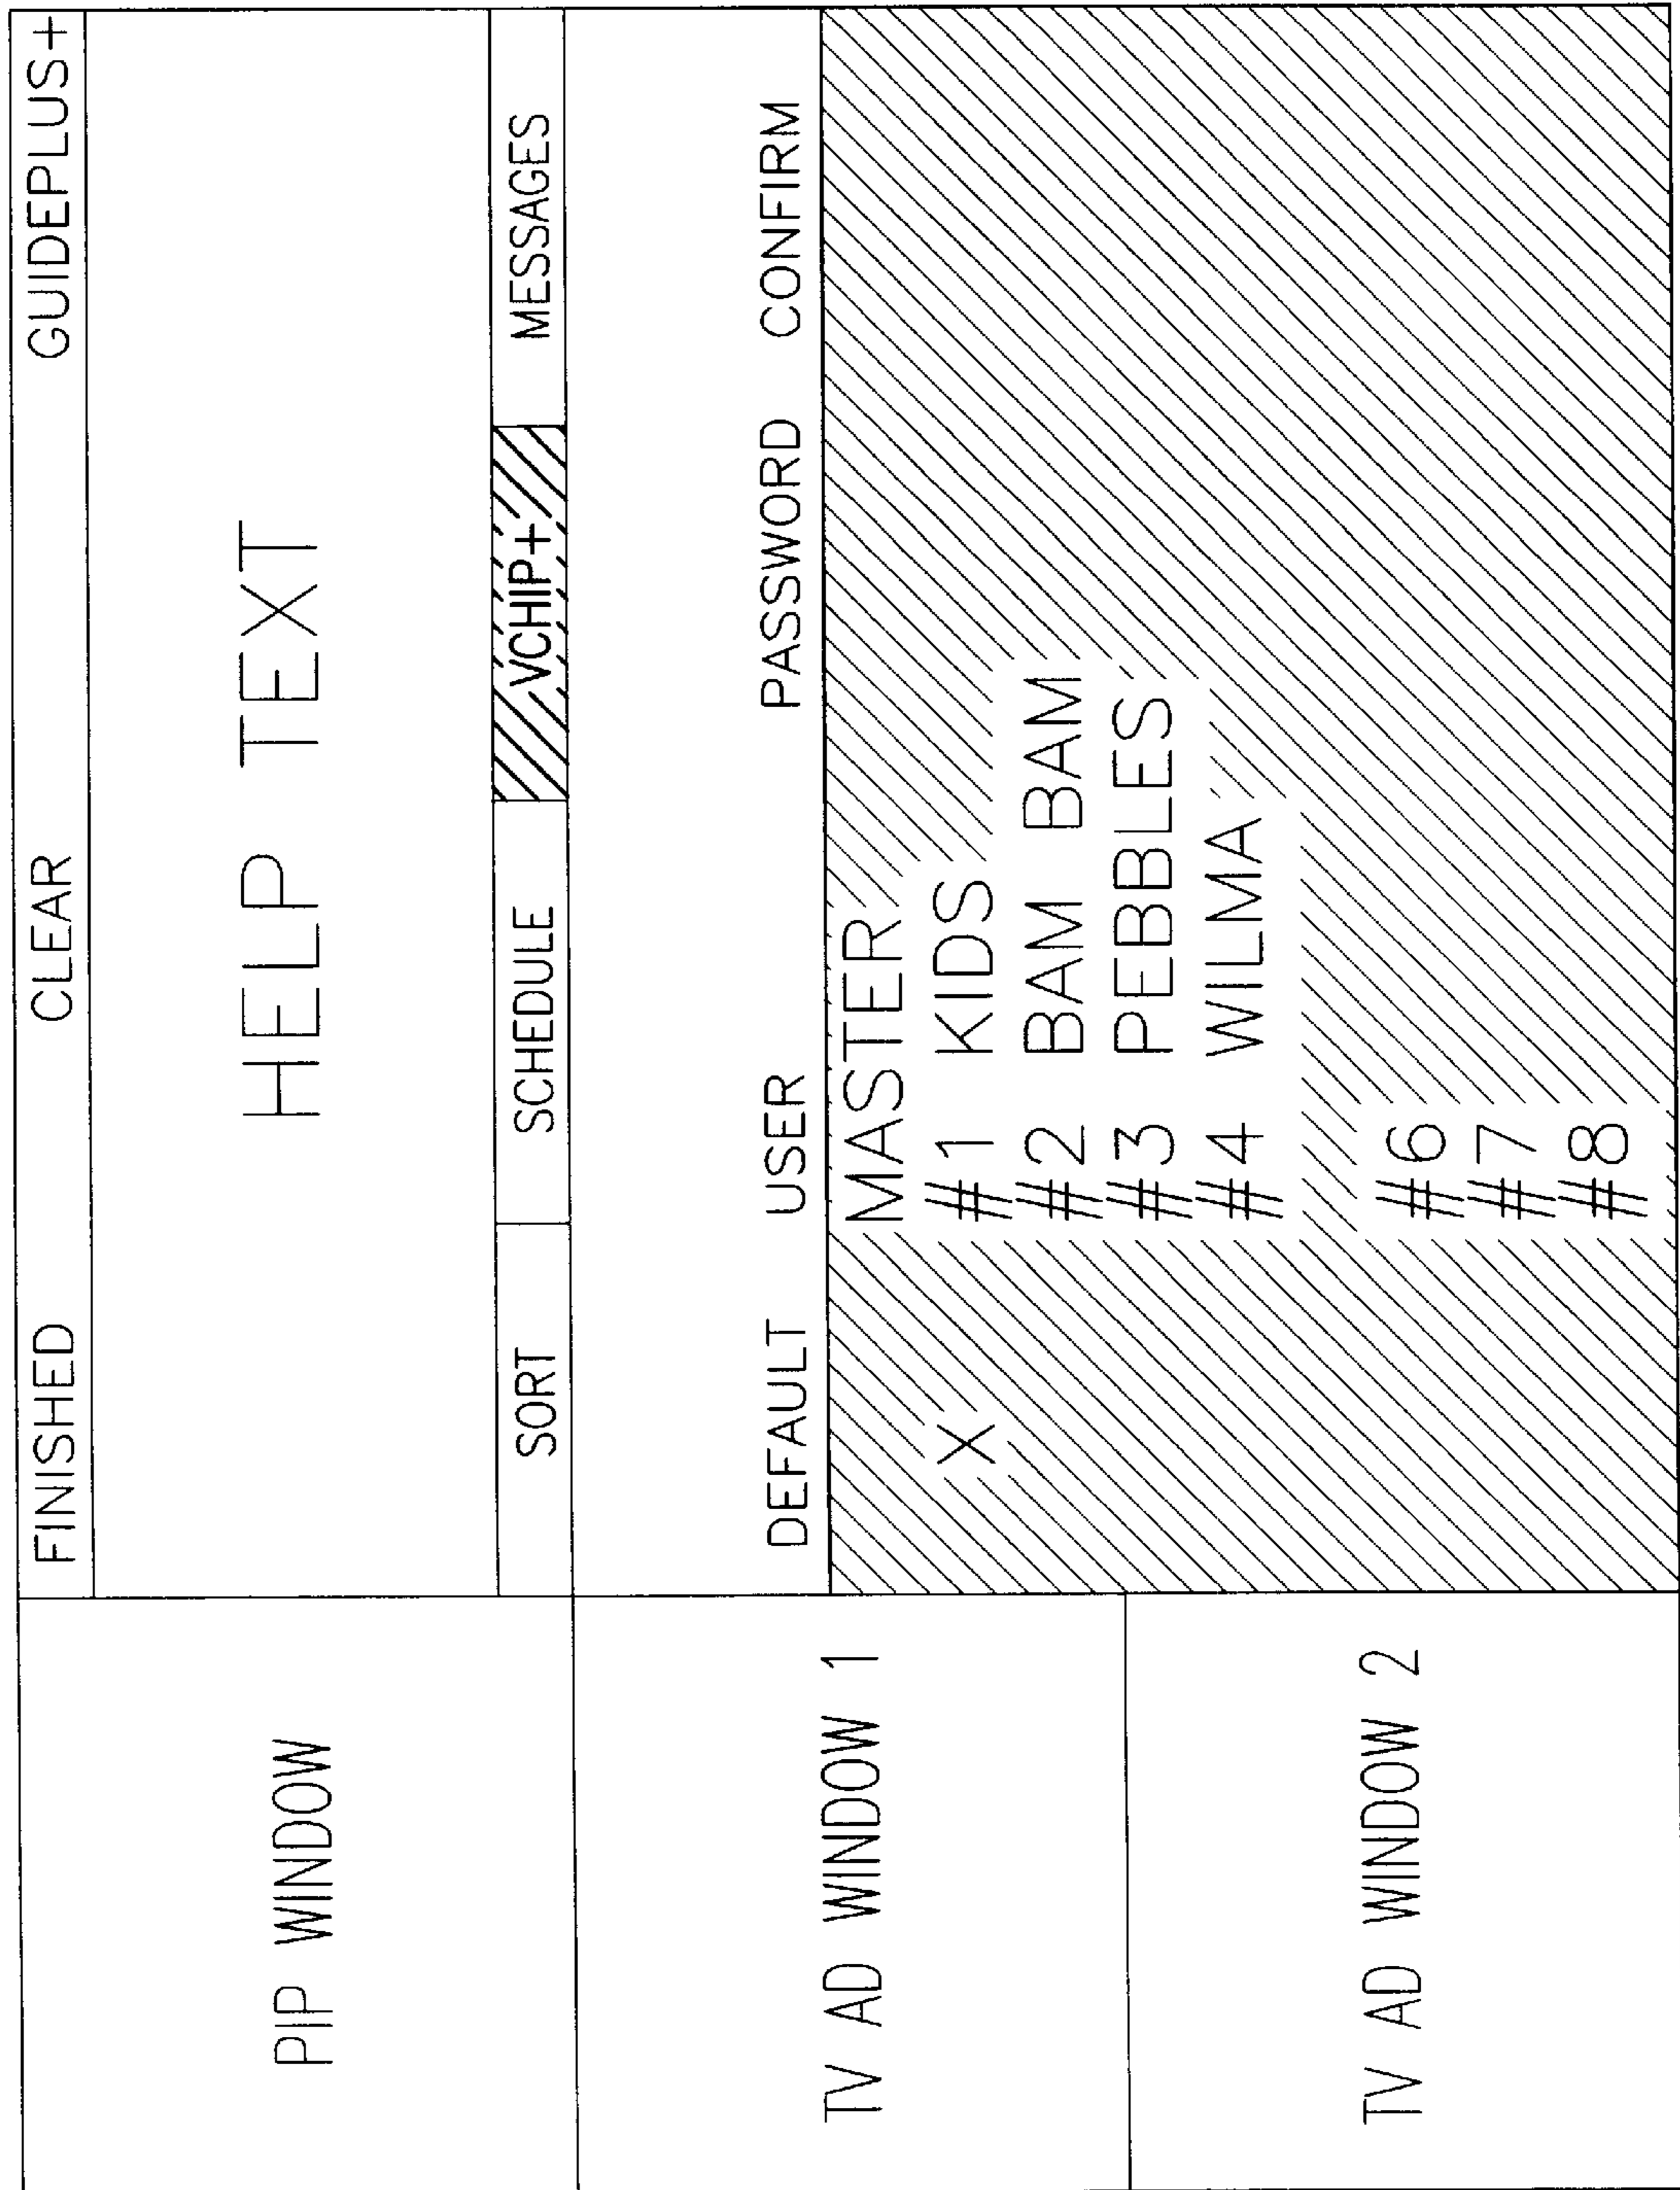 FINISHED CLEAR GUIDEPLUS+
PIP WINDOW
HELP TEXT
SORT SCHEDULE VCHIP+ MESSAGES
TV AD WINDOW 1
DEFAULT USER PASSWORD CONFIRM
MASTER
X #1 KIDS
#2 BAM BAM
#3 PEBBLES
#4 WILMA
TV AD WINDOW 2
#6
#7
#8